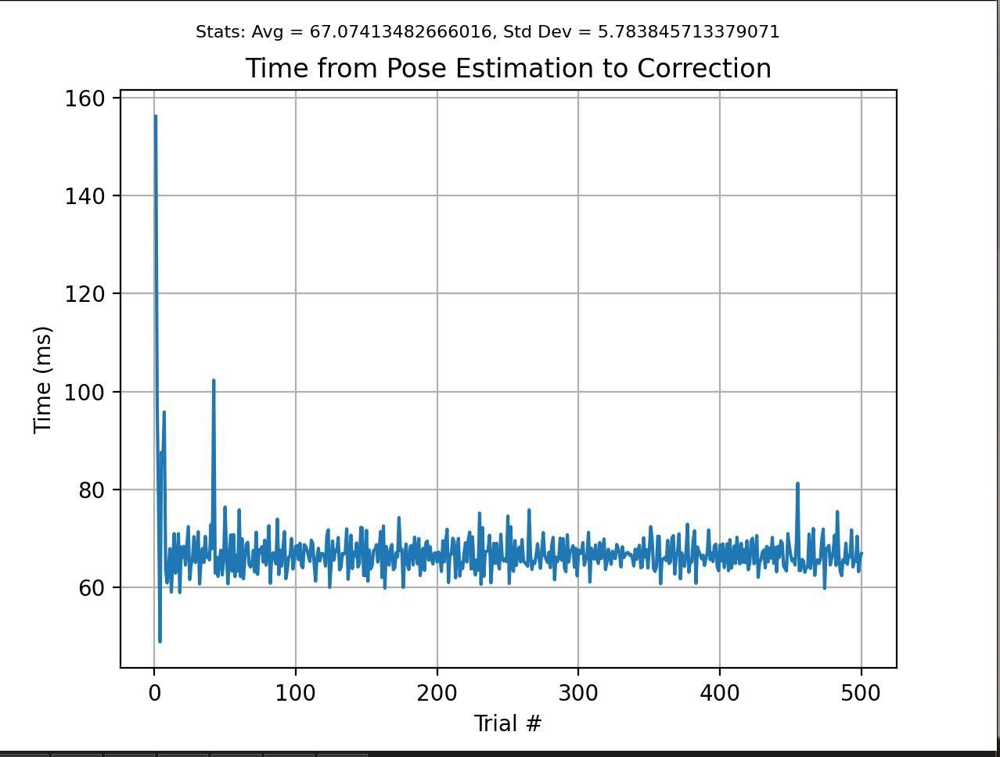 Stats: Avg = 67.07413482666016, Std Dev = 5.783845713379071
Time from Pose Estimation to Correction
160
140
120
100
80
60
Time (ms)
0 100 200 300 400 500
Trial #